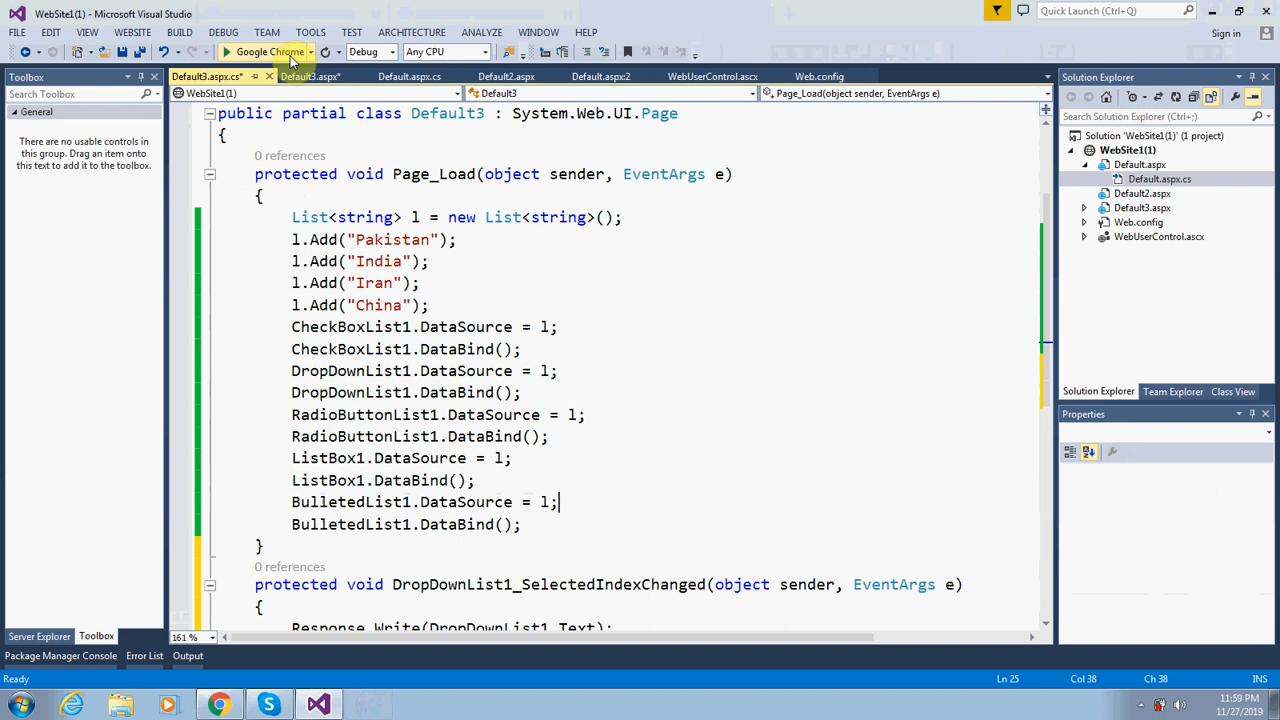 WebSite1(1) - Microsoft Visual Studio
Quick Launch (Ctrl+Q)
FILE EDIT VIEW WEBSITE BUILD DEBUG TEAM TOOLS TEST ARCHITECTURE ANALYZE WINDOW HELP
Sign in
Google Chrome Debug Any CPU
Toolbox
Default3.aspx.cs* Default3.aspx* Default.aspx.cs Default2.aspx Default.aspx:2 WebUserControl.ascx Web.config
Solution Explorer
Search Toolbox
WebSite1(1) Default3 Page_Load(object sender, EventArgs e)
General
There are no usable controls in
this group. Drag an item onto
this text to add it to the toolbox.
public partial class Default3 : System.Web.UI.Page
{
0 references
protected void Page_Load(object sender, EventArgs e)
{
List<string> l = new List<string>();
l.Add("Pakistan");
l.Add("India");
l.Add("Iran");
l.Add("China");
CheckBoxList1.DataSource = l;
CheckBoxList1.DataBind();
DropDownList1.DataSource = l;
DropDownList1.DataBind();
RadioButtonList1.DataSource = l;
RadioButtonList1.DataBind();
ListBox1.DataSource = l;
ListBox1.DataBind();
BulletedList1.DataSource = l;
BulletedList1.DataBind();
}
0 references
protected void DropDownList1_SelectedIndexChanged(object sender, EventArgs e)
{
Response.Write(DropDownList1.Text);
161 %
Search Solution Explorer (Ctrl+;)
Solution 'WebSite1(1)' (1 project)
WebSite1(1)
Default.aspx
Default.aspx.cs
Default2.aspx
Default3.aspx
Web.config
WebUserControl.ascx
Solution Explorer Team Explorer Class View
Properties
Server Explorer Toolbox
Package Manager Console Error List Output
Ready
Ln 25 Col 38 Ch 38 INS
11:59 PM
11/27/2019